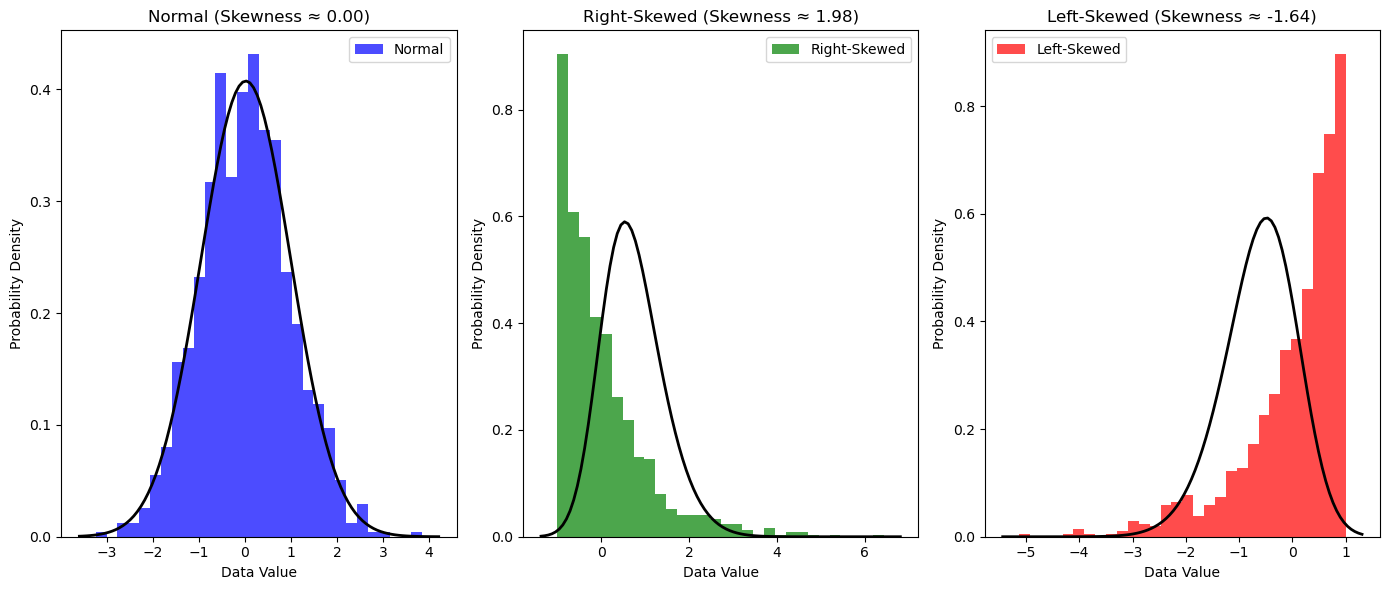 Normal (Skewness ≈ 0.00)
Normal
Probability Density
0.4
0.3
0.2
0.1
0.0
−3 −2 −1 0 1 2 3 4
Data Value
Right-Skewed (Skewness ≈ 1.98)
Right-Skewed
Probability Density
0.8
0.6
0.4
0.2
0.0
0 2 4 6
Data Value
Left-Skewed (Skewness ≈ -1.64)
Left-Skewed
Probability Density
0.8
0.6
0.4
0.2
0.0
−5 −4 −3 −2 −1 0 1
Data Value